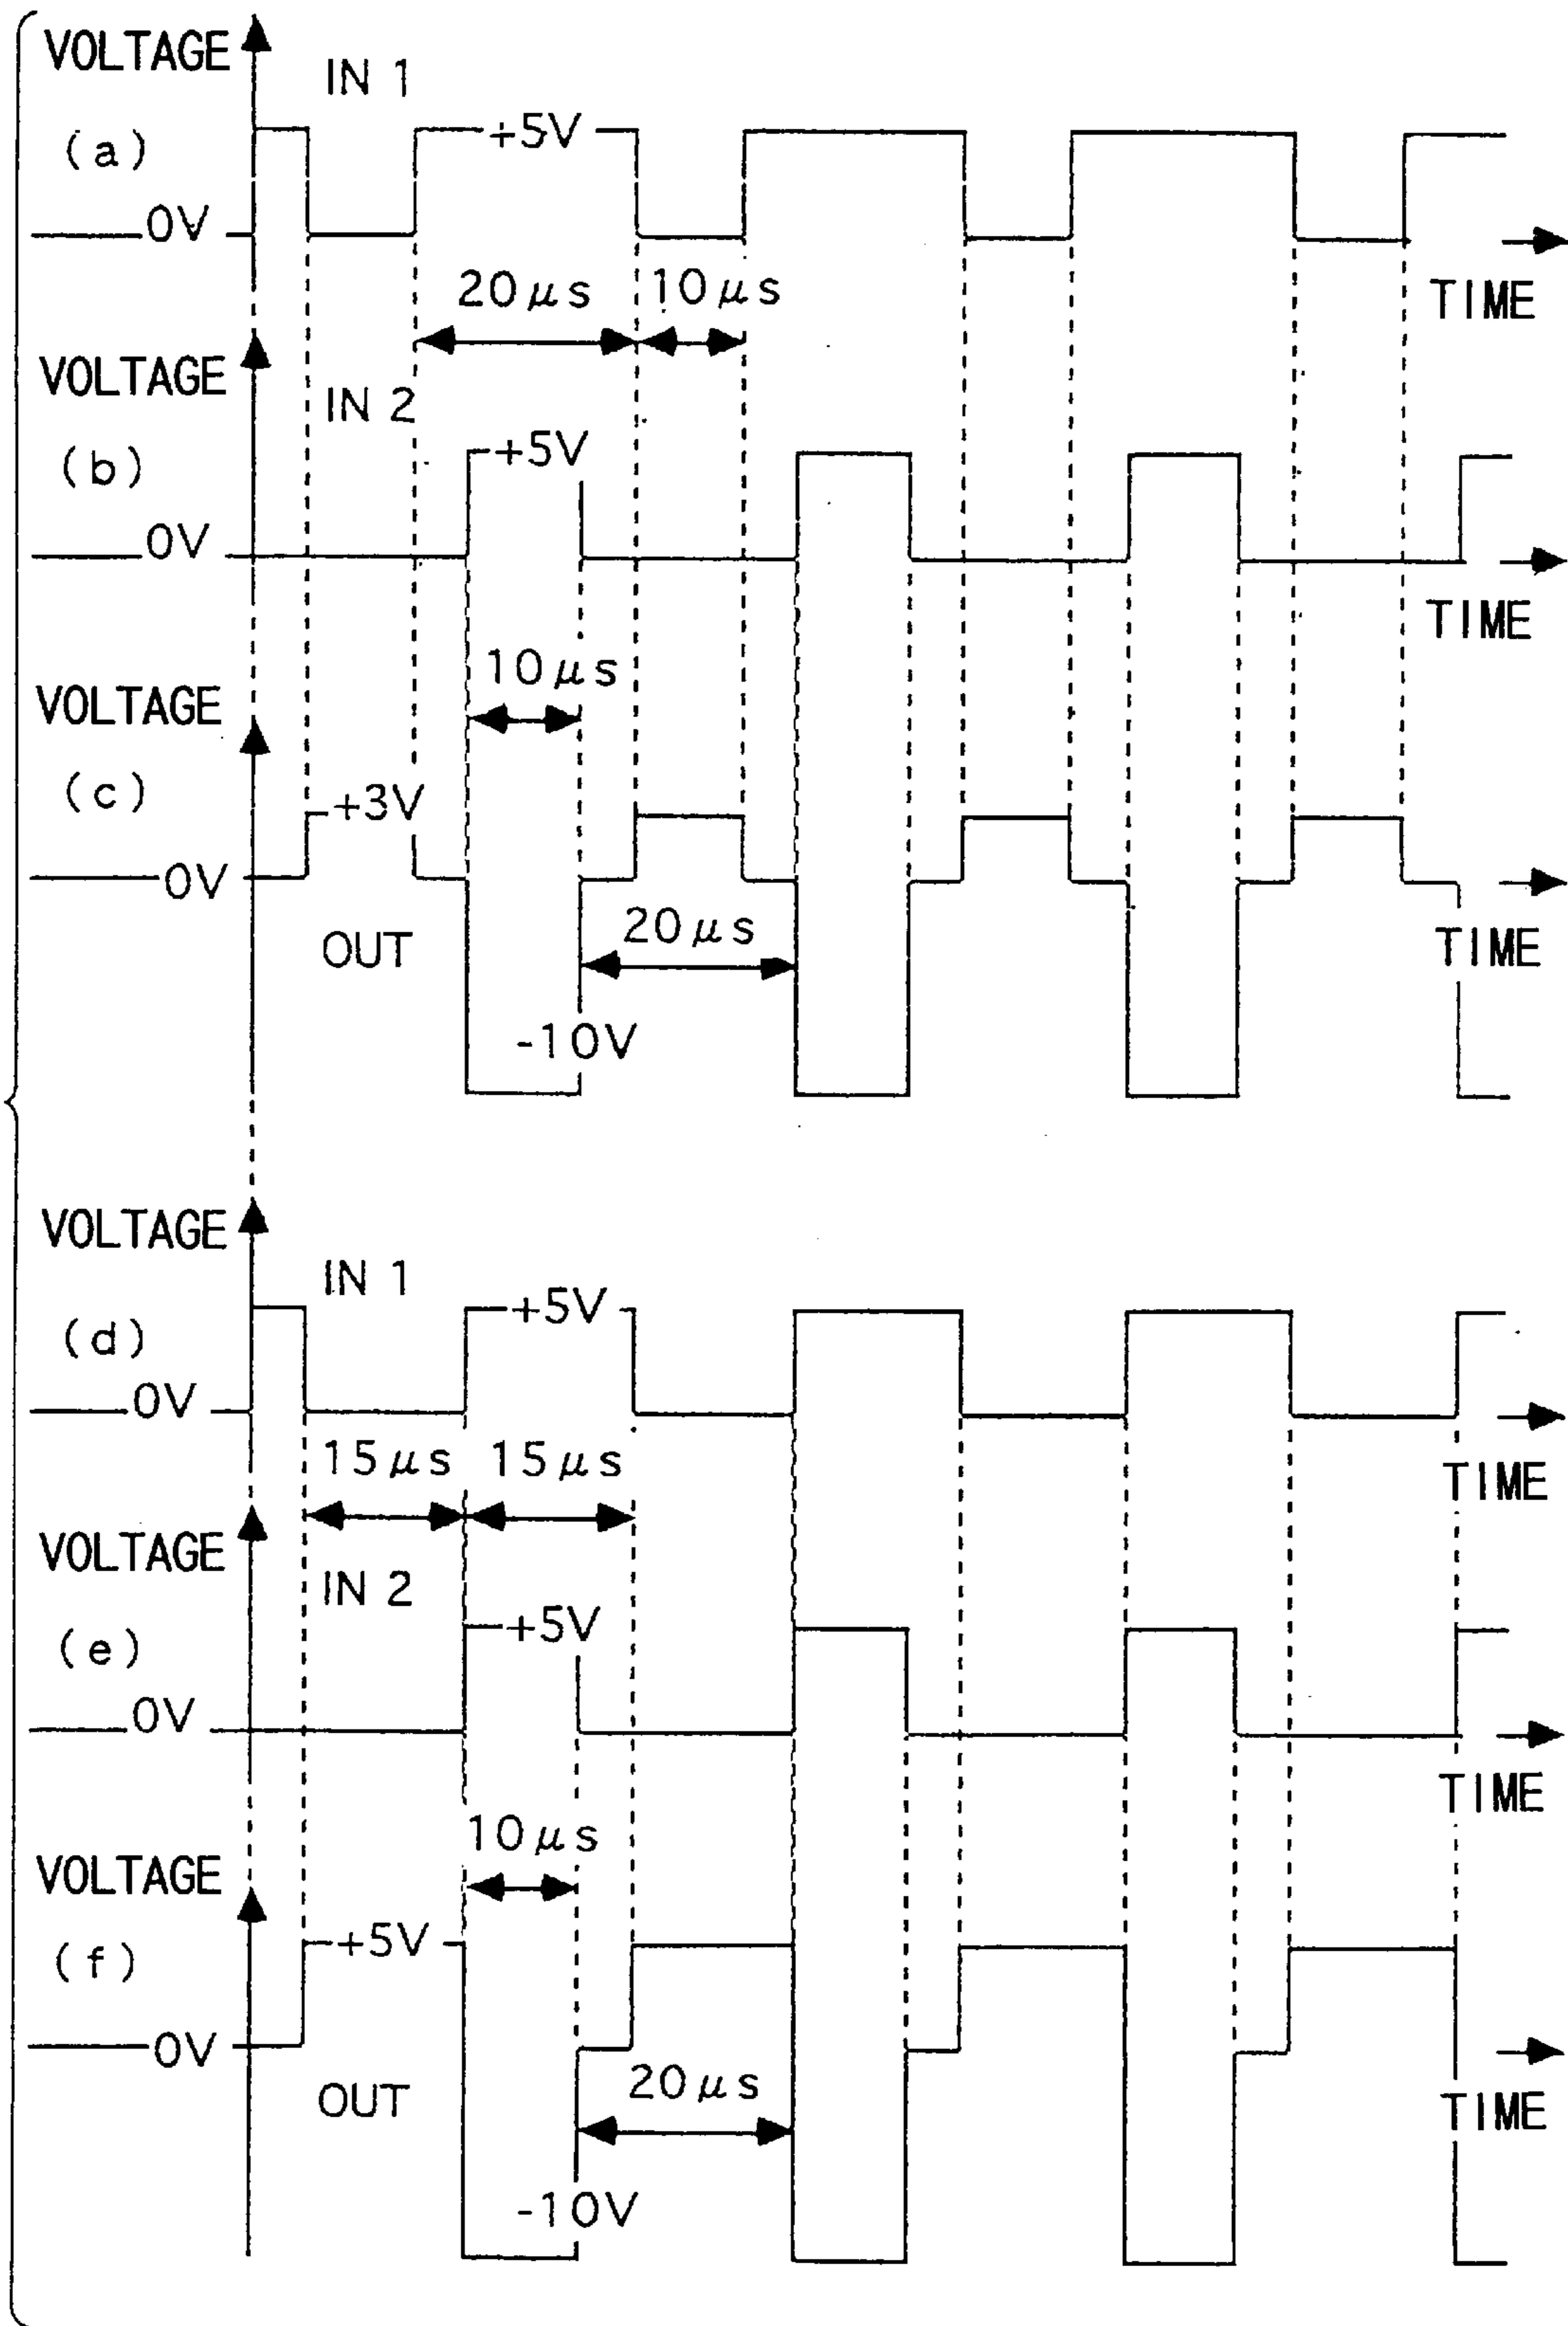 VOLTAGE
IN 1
(a)
+5V
0V
TIME
20μs
10μs
VOLTAGE
IN 2
(b)
+5V
0V
TIME
10μs
VOLTAGE
(c)
+3V
0V
TIME
OUT
20μs
-10V
VOLTAGE
IN 1
(d)
+5V
0V
TIME
15μs
15μs
VOLTAGE
IN 2
(e)
+5V
0V
TIME
10μs
VOLTAGE
(f)
+5V
0V
TIME
OUT
20μs
-10V